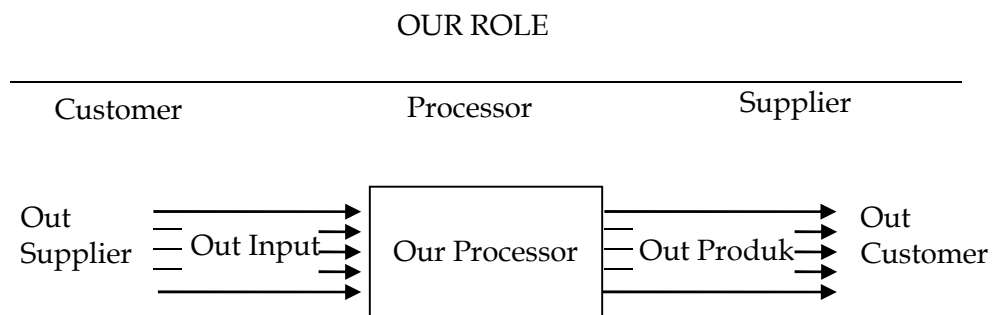 OUR ROLE
Customer Processor Supplier
Out Supplier
Out Input
Our Processor
Out Produk
Out Customer